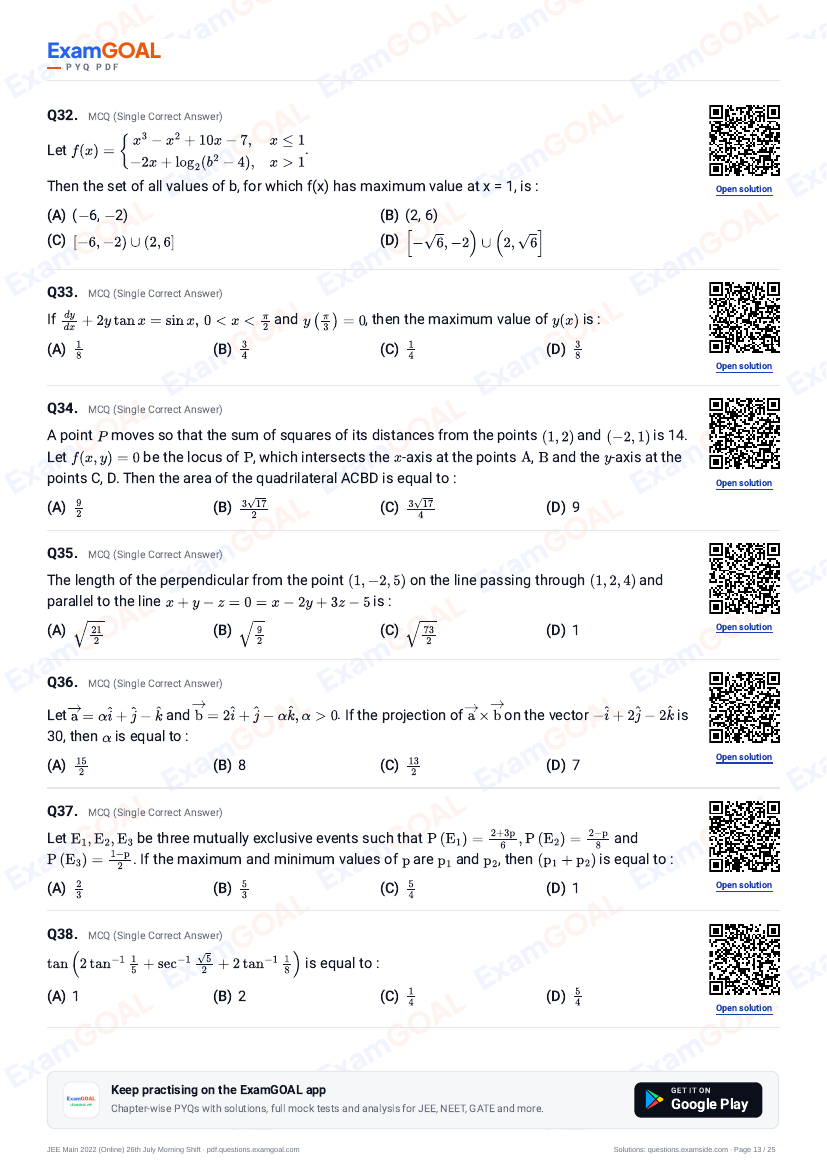 ExamGOAL
PYQ PDF
Q32. MCQ (Single Correct Answer)
Let f(x) = { x³ − x² + 10x − 7, x ≤ 1
−2x + log₂(b² − 4), x > 1 .
Then the set of all values of b, for which f(x) has maximum value at x = 1, is :
(A) (−6, −2) (B) (2, 6)
(C) [−6, −2) ∪ (2, 6] (D) [−√6, −2) ∪ (2, √6]
Open solution
Q33. MCQ (Single Correct Answer)
If dy/dx + 2y tan x = sin x, 0 < x < π/2 and y(π/3) = 0, then the maximum value of y(x) is :
(A) 1/8 (B) 3/4 (C) 1/4 (D) 3/8
Open solution
Q34. MCQ (Single Correct Answer)
A point P moves so that the sum of squares of its distances from the points (1, 2) and (−2, 1) is 14.
Let f(x, y) = 0 be the locus of P, which intersects the x-axis at the points A, B and the y-axis at the
points C, D. Then the area of the quadrilateral ACBD is equal to :
(A) 9/2 (B) 3√17/2 (C) 3√17/4 (D) 9
Open solution
Q35. MCQ (Single Correct Answer)
The length of the perpendicular from the point (1, −2, 5) on the line passing through (1, 2, 4) and
parallel to the line x + y − z = 0 = x − 2y + 3z − 5 is :
(A) √(21/2) (B) √(9/2) (C) √(73/2) (D) 1
Open solution
Q36. MCQ (Single Correct Answer)
Let a⃗ = αî + ĵ − k̂ and b⃗ = 2î + ĵ − αk̂, α > 0. If the projection of a⃗ × b⃗ on the vector −î + 2ĵ − 2k̂ is
30, then α is equal to :
(A) 15/2 (B) 8 (C) 13/2 (D) 7
Open solution
Q37. MCQ (Single Correct Answer)
Let E₁, E₂, E₃ be three mutually exclusive events such that P (E₁) = 2+3p/6, P (E₂) = 2−p/8 and
P (E₃) = 1−p/2. If the maximum and minimum values of p are p₁ and p₂, then (p₁ + p₂) is equal to :
(A) 2/3 (B) 5/3 (C) 5/4 (D) 1
Open solution
Q38. MCQ (Single Correct Answer)
tan (2 tan⁻¹ 1/5 + sec⁻¹ √5/2 + 2 tan⁻¹ 1/8) is equal to :
(A) 1 (B) 2 (C) 1/4 (D) 5/4
Open solution
Keep practising on the ExamGOAL app
Chapter-wise PYQs with solutions, full mock tests and analysis for JEE, NEET, GATE and more.
GET IT ON
Google Play
JEE Main 2022 (Online) 26th July Morning Shift · pdf.questions.examgoal.com Solutions: questions.examside.com · Page 13 / 25